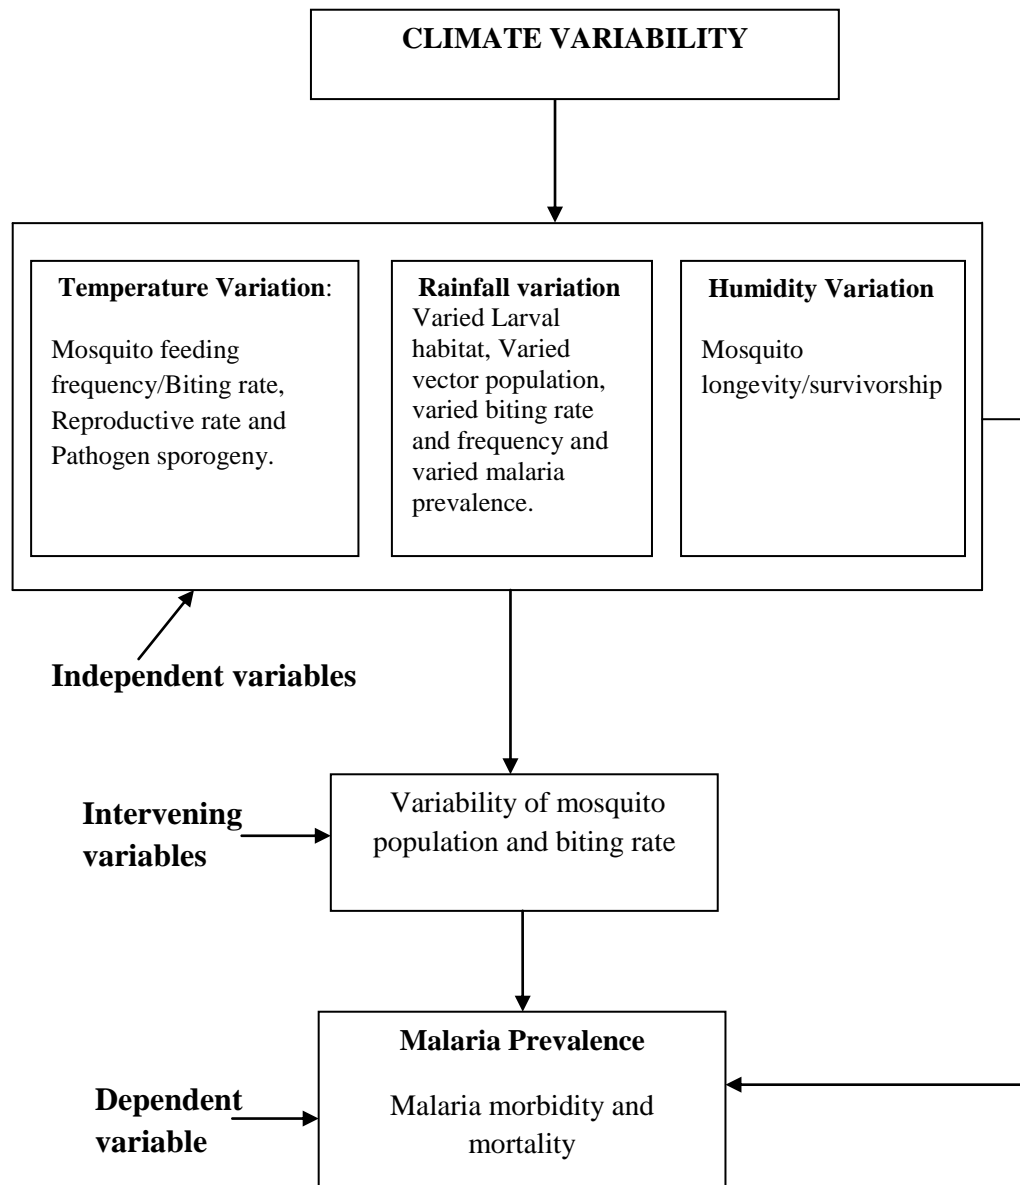 CLIMATE VARIABILITY
Temperature Variation:
Mosquito feeding
frequency/Biting rate,
Reproductive rate and
Pathogen sporogeny.
Rainfall variation
Varied Larval
habitat, Varied
vector population,
varied biting rate
and frequency and
varied malaria
prevalence.
Humidity Variation
Mosquito
longevity/survivorship
Independent variables
Intervening
variables
Variability of mosquito
population and biting rate
Malaria Prevalence
Malaria morbidity and
mortality
Dependent
variable